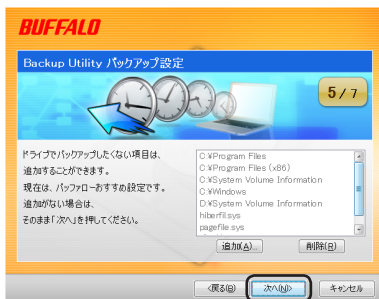 BUFFALO
Backup Utility バックアップ設定
5/7
ドライブでバックアップしたくない項目は、
追加することができます。
現在は、バッファローおすすめ設定です。
追加がない場合は、
そのまま「次へ」を押してください。
C:¥Program Files
C:¥Program Files (x86)
C:¥System Volume Information
C:¥Windows
D:¥System Volume Information
hiberfil.sys
pagefile.sys
追加(A)...
削除(R)
<戻る(B)
次へ(N)>
キャンセル